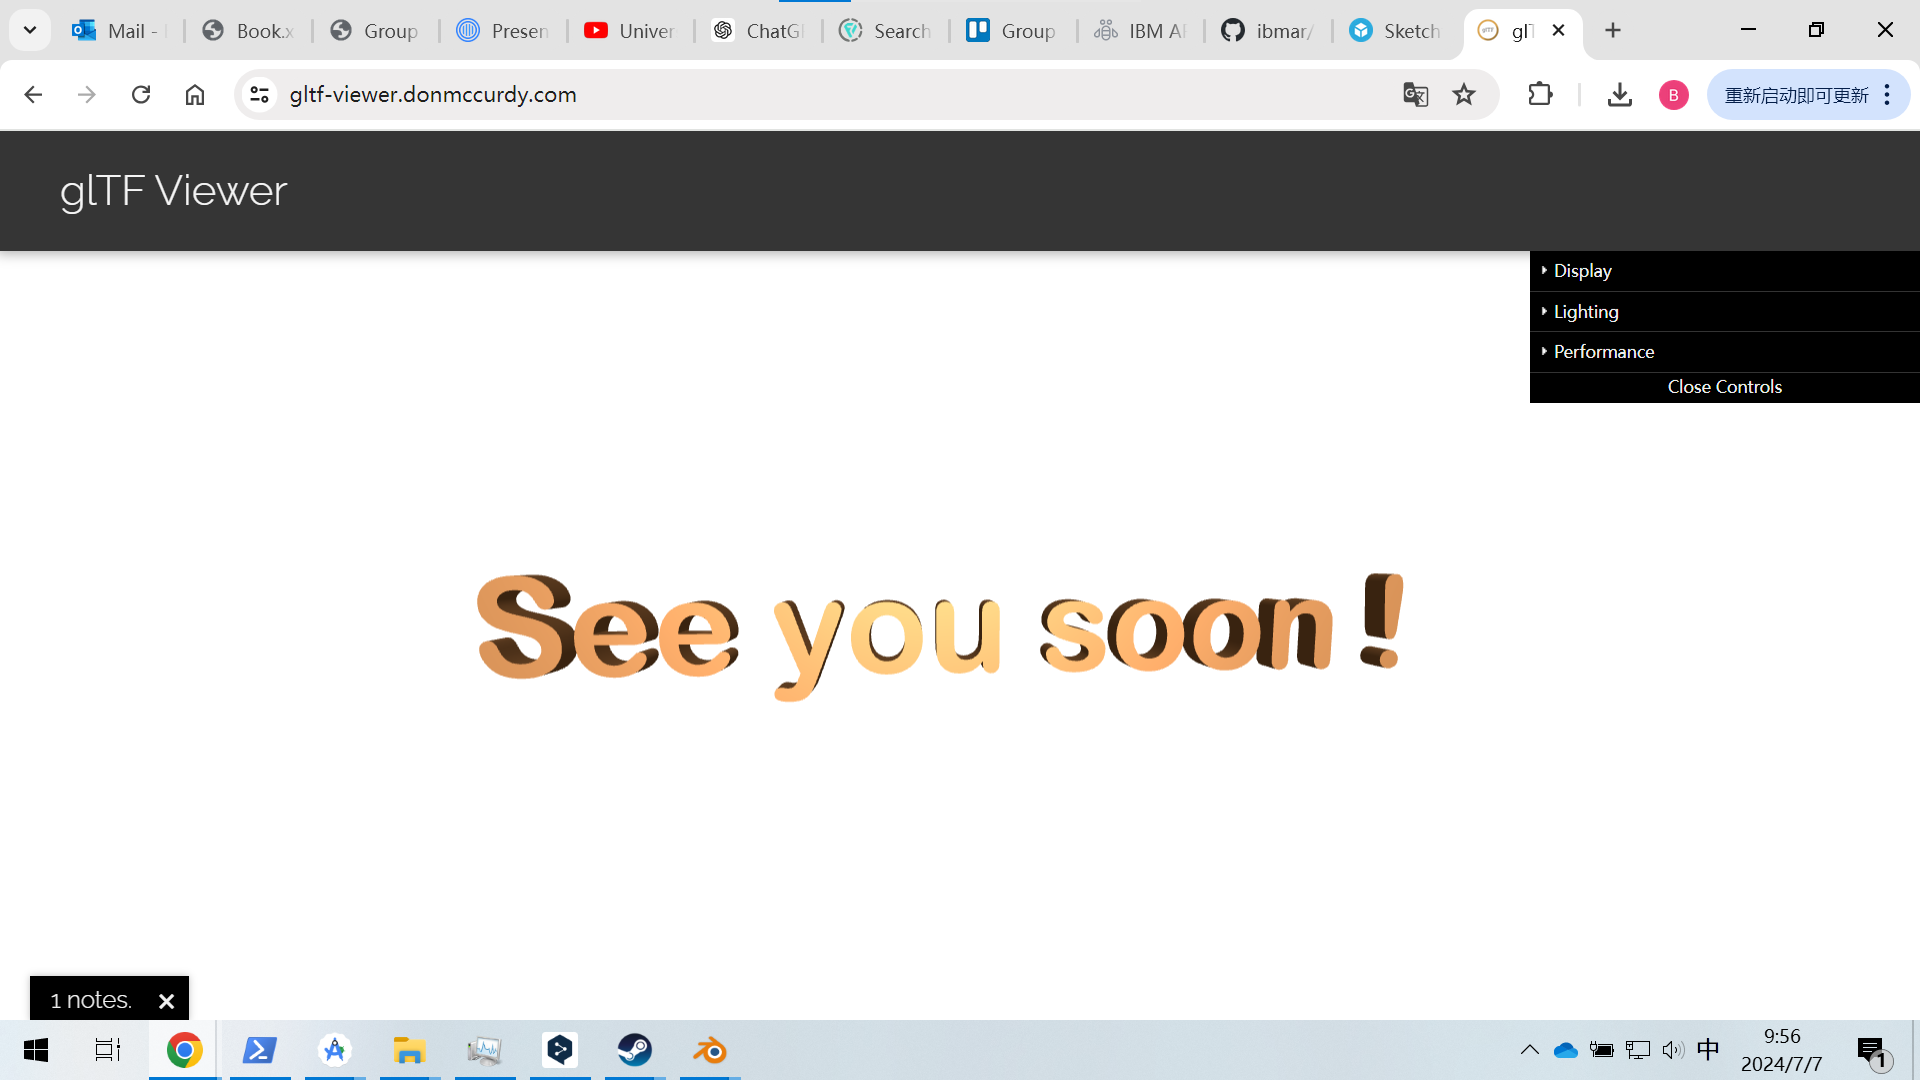 Mail -
Book.x
Group
Presen
Univer
ChatG
Search
Group
IBM A
ibmar/
Sketch
glT
gltf-viewer.donmccurdy.com
B
重新启动即可更新
glTF Viewer
Display
Lighting
Performance
Close Controls
See you soon !
1 notes.
中
9:56
2024/7/7
1